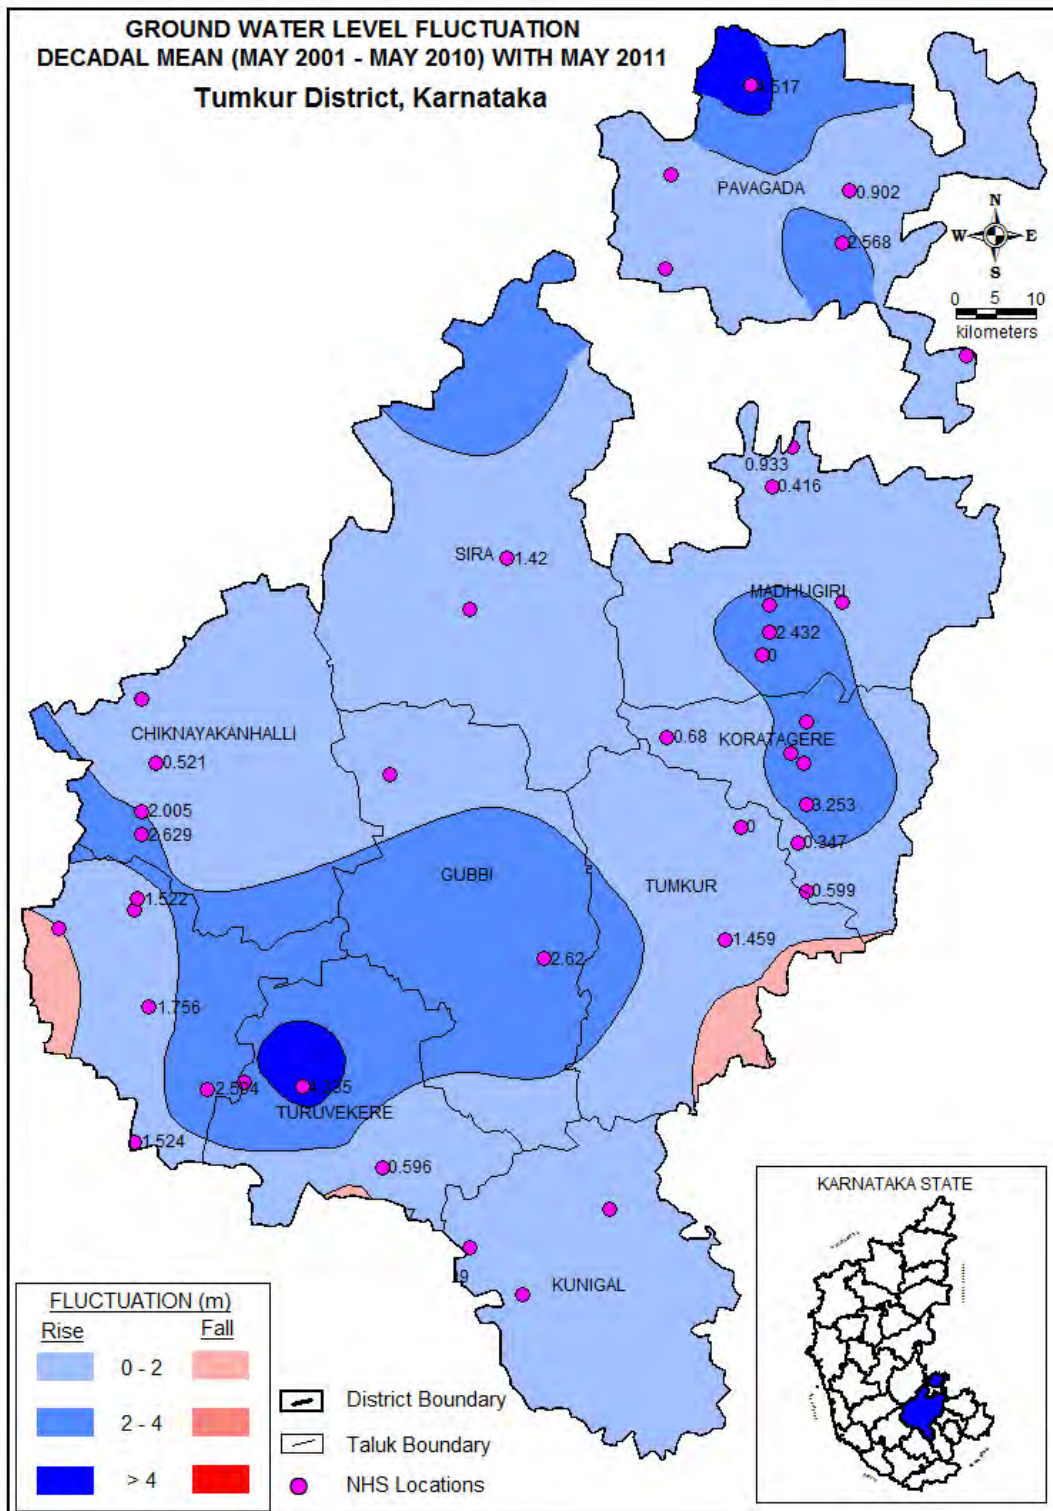 GROUND WATER LEVEL FLUCTUATION
DECADAL MEAN (MAY 2001 - MAY 2010) WITH MAY 2011
Tumkur District, Karnataka
4.517
PAVAGADA
0.902
2.568
N
W E
S
0 5 10
kilometers
0.933
0.416
SIRA
1.42
MADHUGIRI
2.432
0
CHIKNAYAKANHALLI
0.68
KORATAGERE
0.521
2.005
2.629
3.253
0
0.347
GUBBI
TUMKUR
0.599
1.522
1.459
2.62
1.756
2.594
4.335
TURUVEKERE
1.524
0.596
KUNIGAL
KARNATAKA STATE
FLUCTUATION (m)
Rise Fall
0 - 2
2 - 4
> 4
District Boundary
Taluk Boundary
NHS Locations